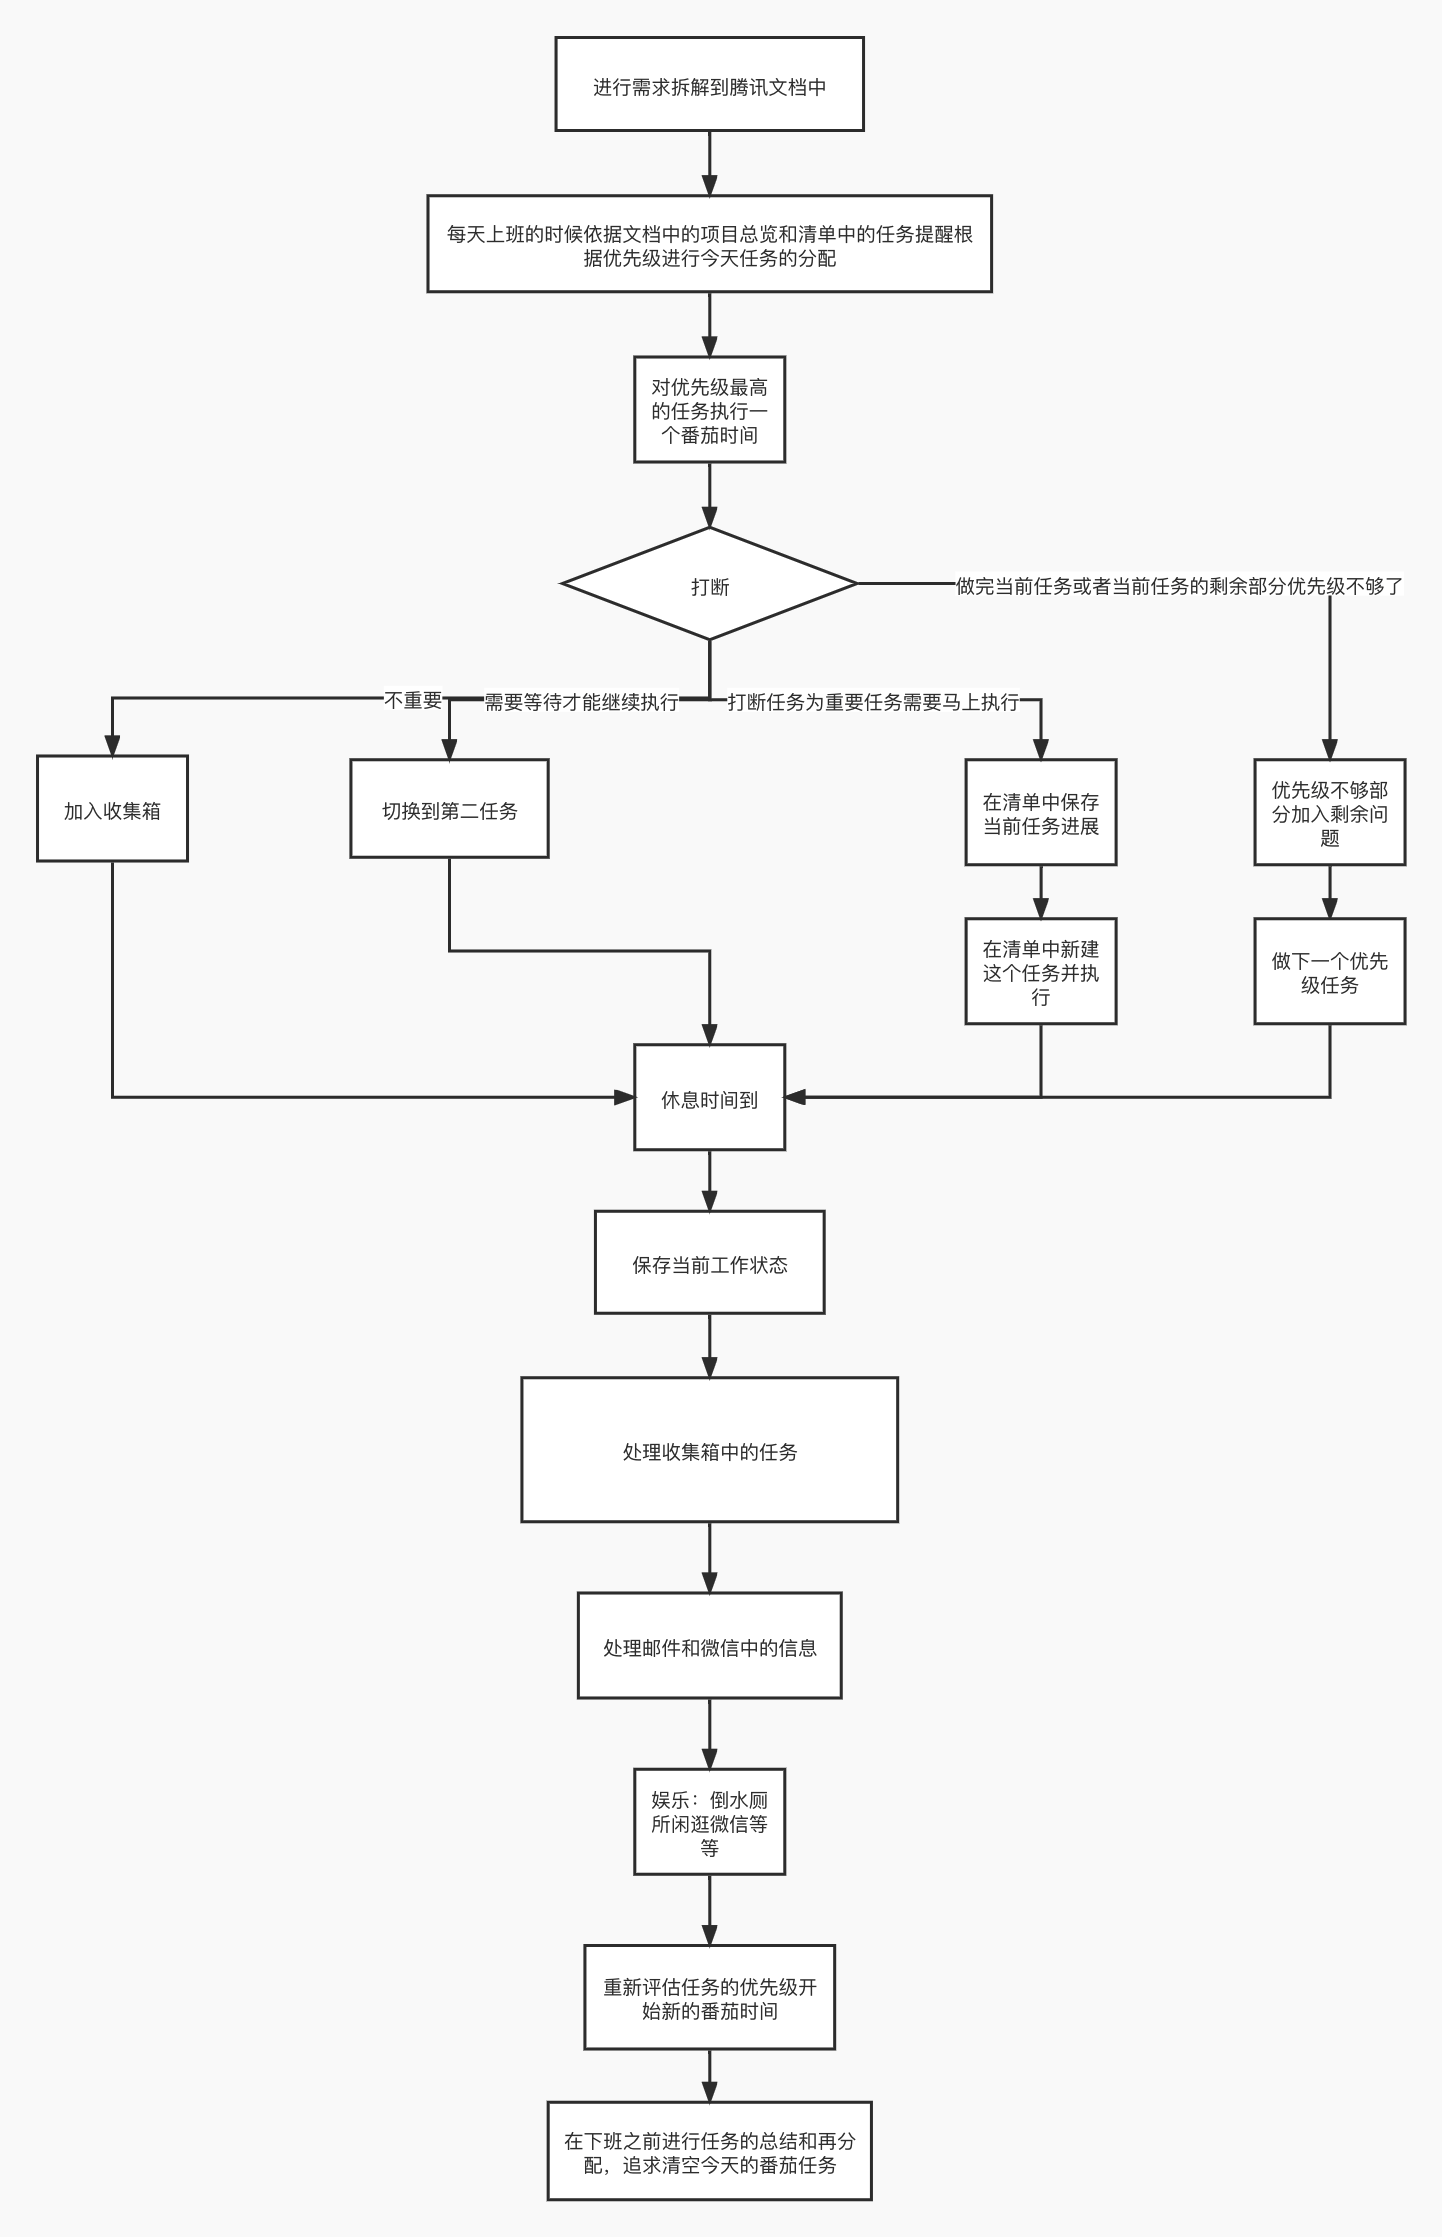 进行需求拆解到腾讯文档中
每天上班的时候依据文档中的项目总览和清单中的任务提醒根
据优先级进行今天任务的分配
对优先级最高
的任务执行一
个番茄时间
打断
做完当前任务或者当前任务的剩余部分优先级不够了
不重要
需要等待才能继续执行
打断任务为重要任务需要马上执行
加入收集箱
切换到第二任务
在清单中保存
当前任务进展
优先级不够部
分加入剩余问
题
在清单中新建
这个任务并执
行
做下一个优先
级任务
休息时间到
保存当前工作状态
处理收集箱中的任务
处理邮件和微信中的信息
娱乐：倒水厕
所闲逛微信等
等
重新评估任务的优先级开
始新的番茄时间
在下班之前进行任务的总结和再分
配，追求清空今天的番茄任务